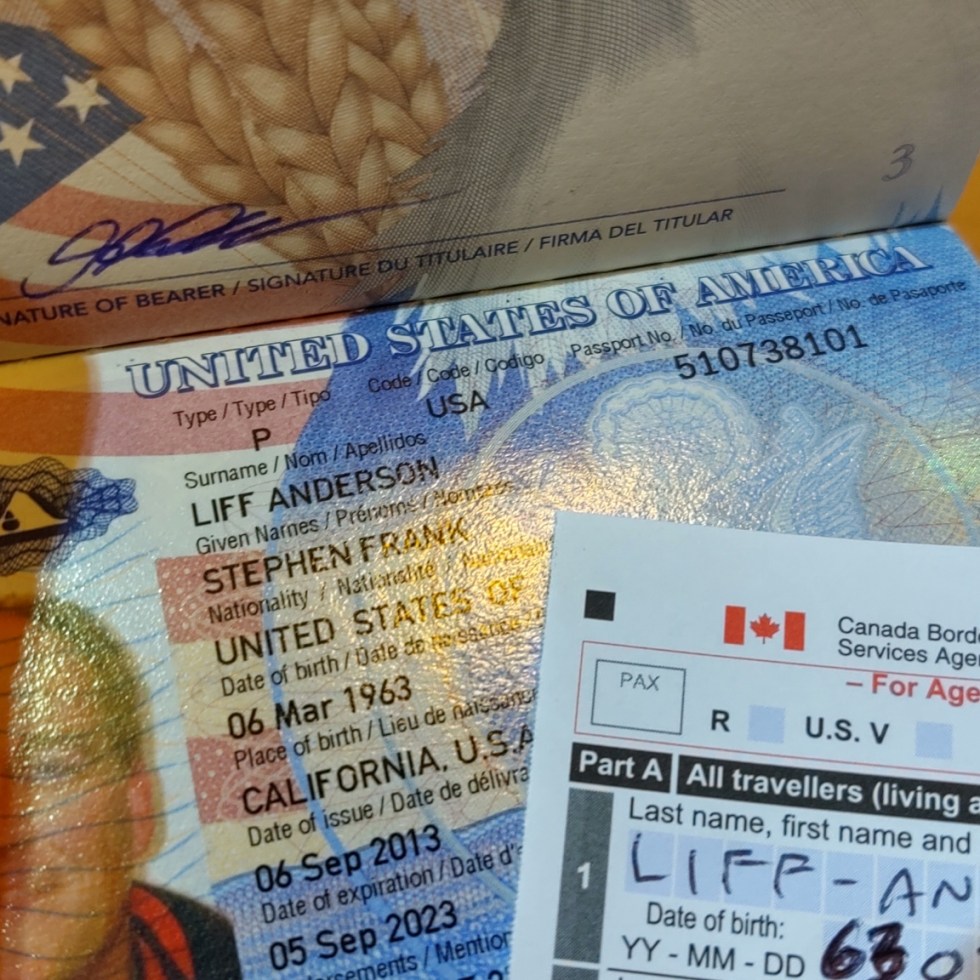 3
NATURE OF BEARER / SIGNATURE DU TITULAIRE / FIRMA DEL TITULAR
UNITED STATES OF AMERICA
Type / Type / Tipo Code / Code / Codigo Passport No. / No. du Passeport / No. de Pasaporte
P USA 510738101
Surname / Nom / Apellidos
LIFF ANDERSON
Given Names / Prénoms / Nombres
STEPHEN FRANK
Nationality / Nationalité /
UNITED STATES OF
Date of birth / Date de naissance
06 Mar 1963
Place of birth / Lieu de naissance
CALIFORNIA, U.S.A
Date of issue / Date de délivra
06 Sep 2013
Date of expiration / Date d'
05 Sep 2023
sements / Mention
Canada Bord
Services Agen
– For Age
PAX
R U.S. V
Part A All travellers (living a
1
Last name, first name and
LIFF-AN
Date of birth:
YY - MM - DD 630